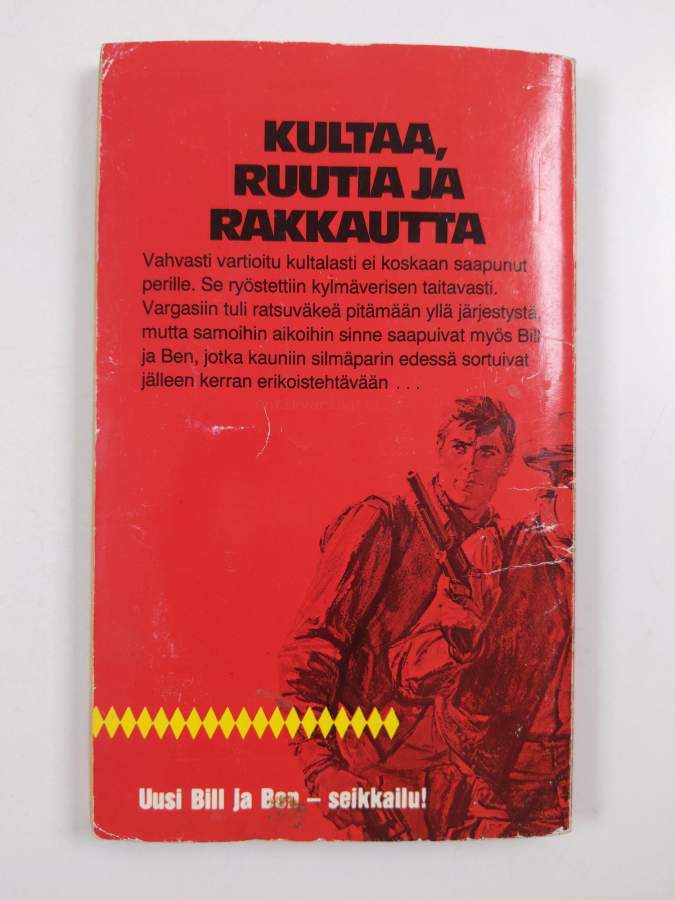 KULTAA,
RUUTIA JA
RAKKAUTTA
Vahvasti vartioitu kultalasti ei koskaan saapunut
perille. Se ryöstettiin kylmäverisen taitavasti.
Vargasiin tuli ratsuväkeä pitämään yllä järjestystä,
mutta samoihin aikoihin sinne saapuivat myös Bill
ja Ben, jotka kauniin silmäparin edessä sortuivat
jälleen kerran erikoistehtävään . . .
Uusi Bill ja Ben – seikkailu!